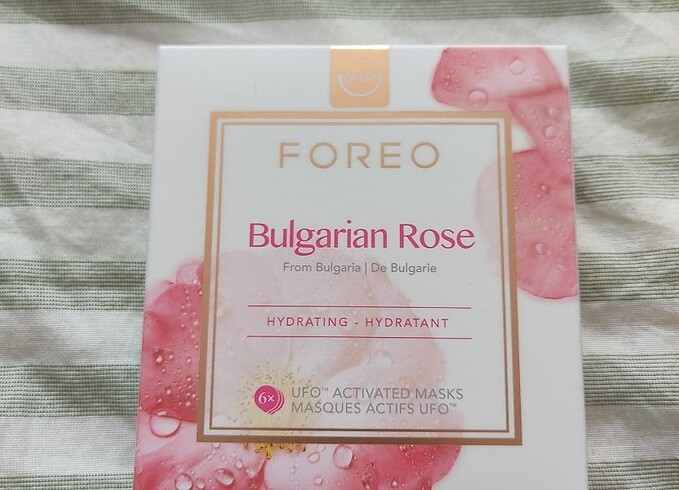 FOREO
Bulgarian Rose
From Bulgaria | De Bulgarie
HYDRATING - HYDRATANT
6x
UFO™ ACTIVATED MASKS
MASQUES ACTIFS UFO™